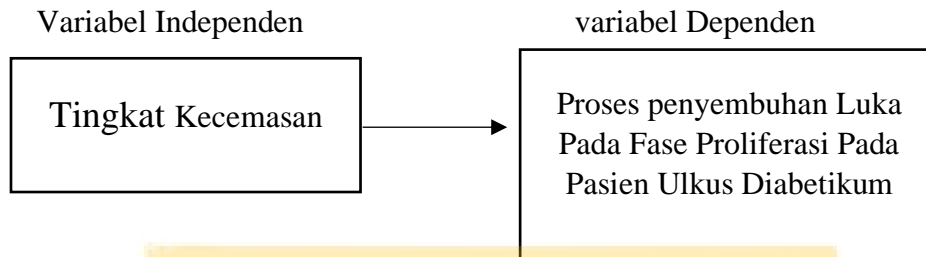 Variabel Independen
variabel Dependen
Tingkat Kecemasan
Proses penyembuhan Luka
Pada Fase Proliferasi Pada
Pasien Ulkus Diabetikum